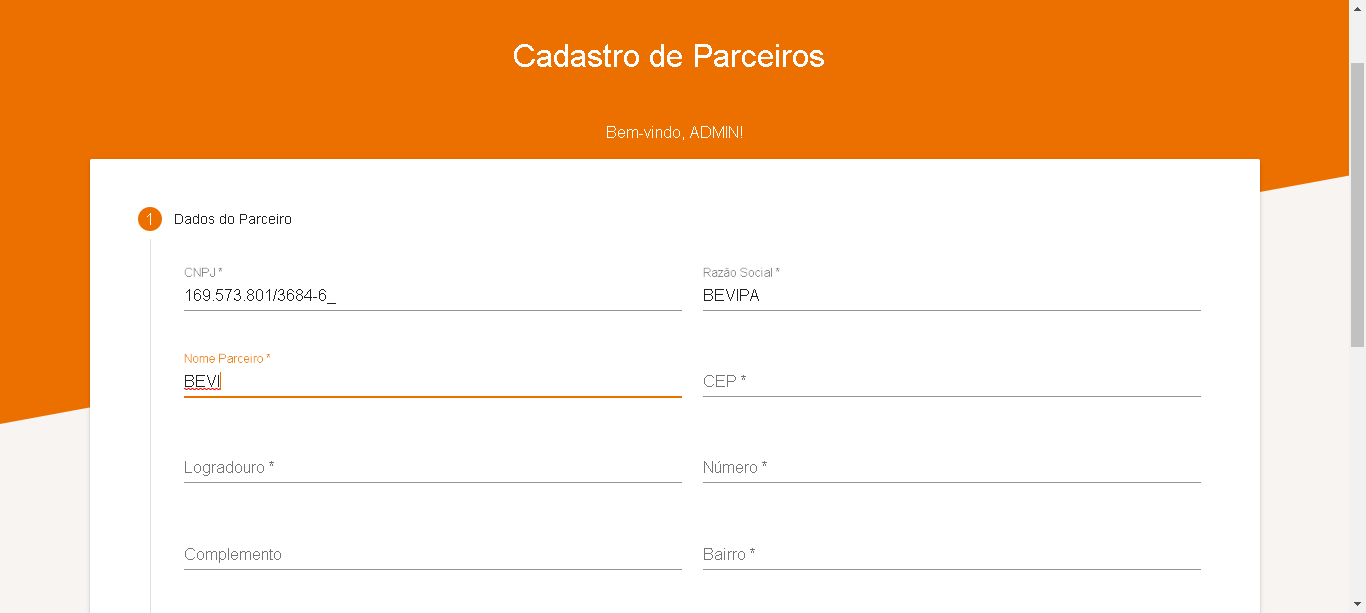 Cadastro de Parceiros
Bem-vindo, ADMIN!
1 Dados do Parceiro
CNPJ * Razão Social *
169.573.801/3684-6_ BEVIPA
Nome Parceiro *
BEVI CEP *
Logradouro * Número *
Complemento Bairro *